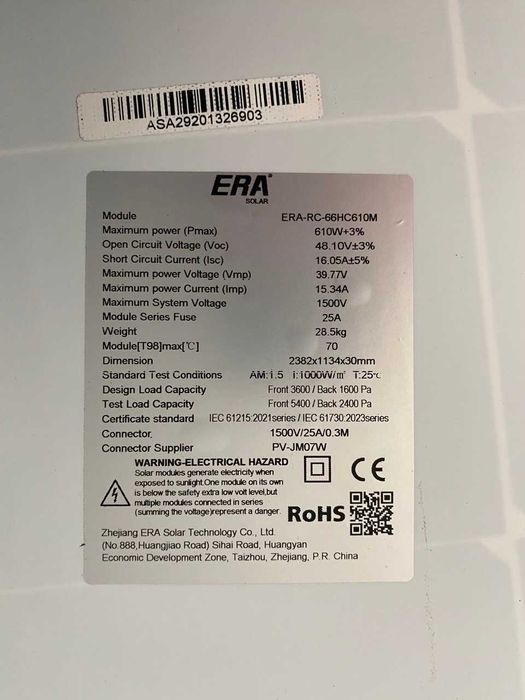 ASA29201326903
ERA
SOLAR
Module ERA-RC-66HC610M
Maximum power (Pmax) 610W+3%
Open Circuit Voltage (Voc) 48.10V±3%
Short Circuit Current (Isc) 16.05A±5%
Maximum power Voltage (Vmp) 39.77V
Maximum power Current (Imp) 15.34A
Maximum System Voltage 1500V
Module Series Fuse 25A
Weight 28.5kg
Module[T98]max[℃] 70
Dimension 2382x1134x30mm
Standard Test Conditions AM:1.5 I:1000W/㎡ T:25℃
Design Load Capacity Front 3600 / Back 1600 Pa
Test Load Capacity Front 5400 / Back 2400 Pa
Certificate standard IEC 61215:2021series / IEC 61730:2023series
Connector. 1500V/25A/0.3M
Connector Supplier PV-JM07W
WARNING-ELECTRICAL HAZARD
Solar modules generate electricity when
exposed to sunlight.One module on its own
is below the safety extra low volt level,but
multiple modules connected in series
(summing the voltage)represent a danger.
CE
RoHS
Zhejiang ERA Solar Technology Co., Ltd.
(No.888,Huangjiao Road) Sihai Road, Huangyan
Economic Development Zone, Taizhou, Zhejiang, P.R. China